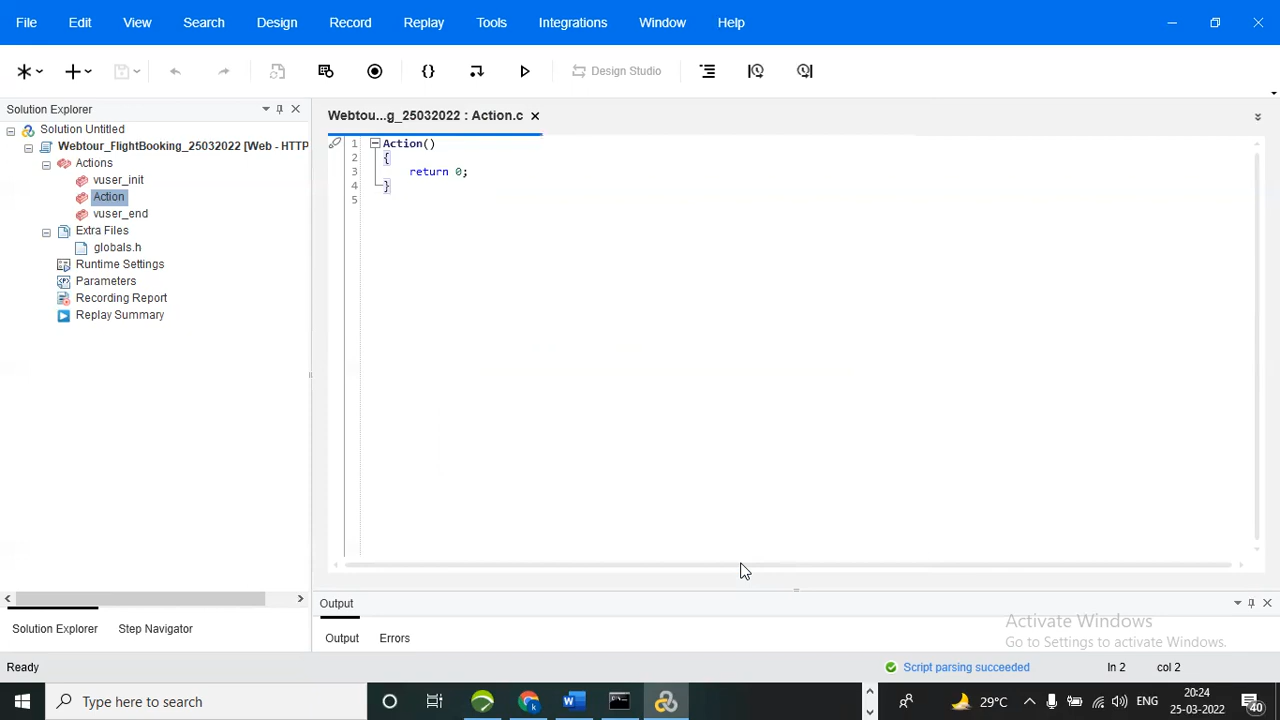 File Edit View Search Design Record Replay Tools Integrations Window Help
Design Studio
Solution Explorer
Solution Untitled
Webtour_FlightBooking_25032022 [Web - HTTP
Actions
vuser_init
Action
vuser_end
Extra Files
globals.h
Runtime Settings
Parameters
Recording Report
Replay Summary
Solution Explorer Step Navigator
Webtou...g_25032022 : Action.c
1 Action()
2 {
3 return 0;
4 }
5
Output
Output Errors
Activate Windows
Go to Settings to activate Windows.
Ready Script parsing succeeded ln 2 col 2
Type here to search 29°C ENG 20:24
25-03-2022 40